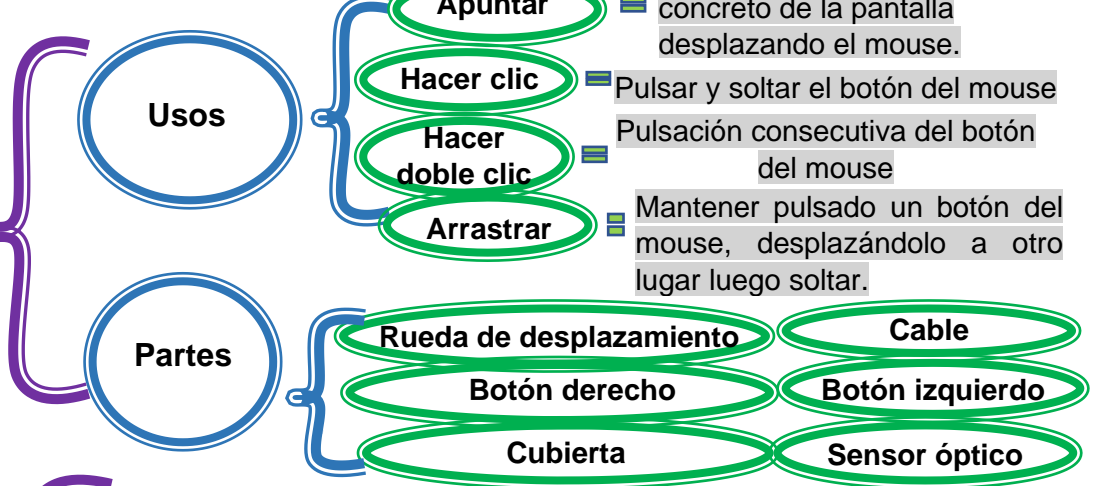 Apuntar
concreto de la pantalla
desplazando el mouse.
Usos
Hacer clic
Pulsar y soltar el botón del mouse
Hacer
doble clic
Pulsación consecutiva del botón
del mouse
Arrastrar
Mantener pulsado un botón del
mouse, desplazándolo a otro
lugar luego soltar.
Partes
Rueda de desplazamiento
Cable
Botón derecho
Botón izquierdo
Cubierta
Sensor óptico